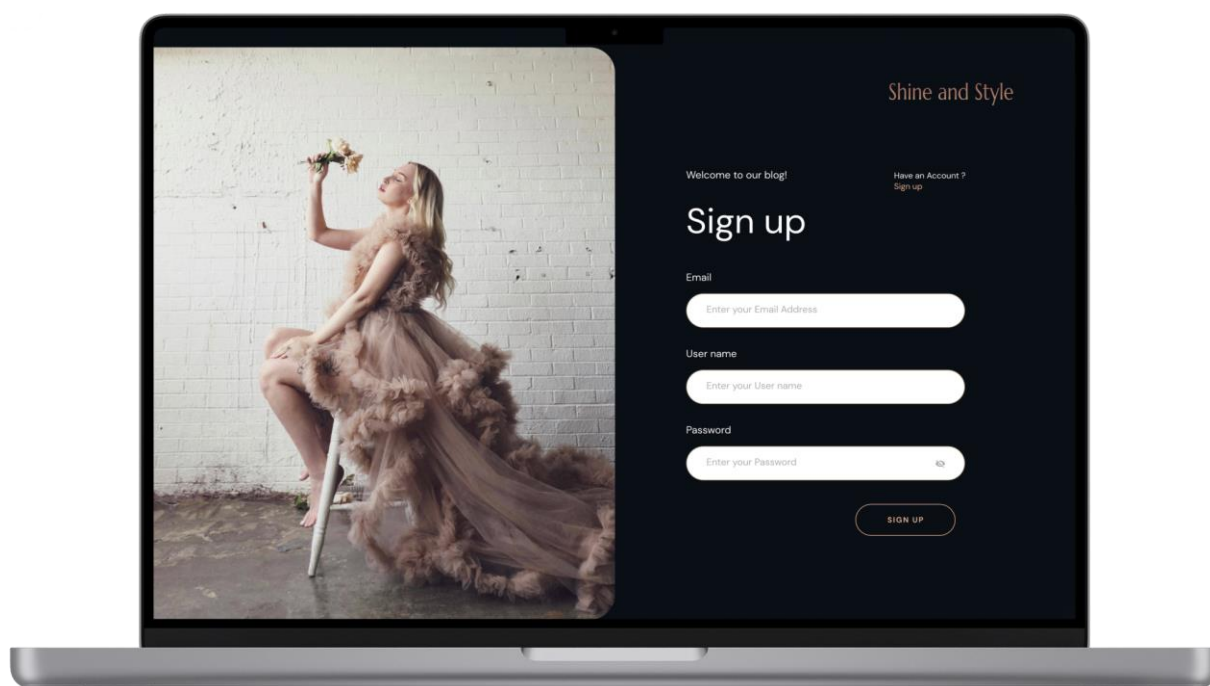 Shine and Style
Welcome to our blog!
Have an Account ?
Sign up
Sign up
Email
Enter your Email Address
User name
Enter your User name
Password
Enter your Password
SIGN UP